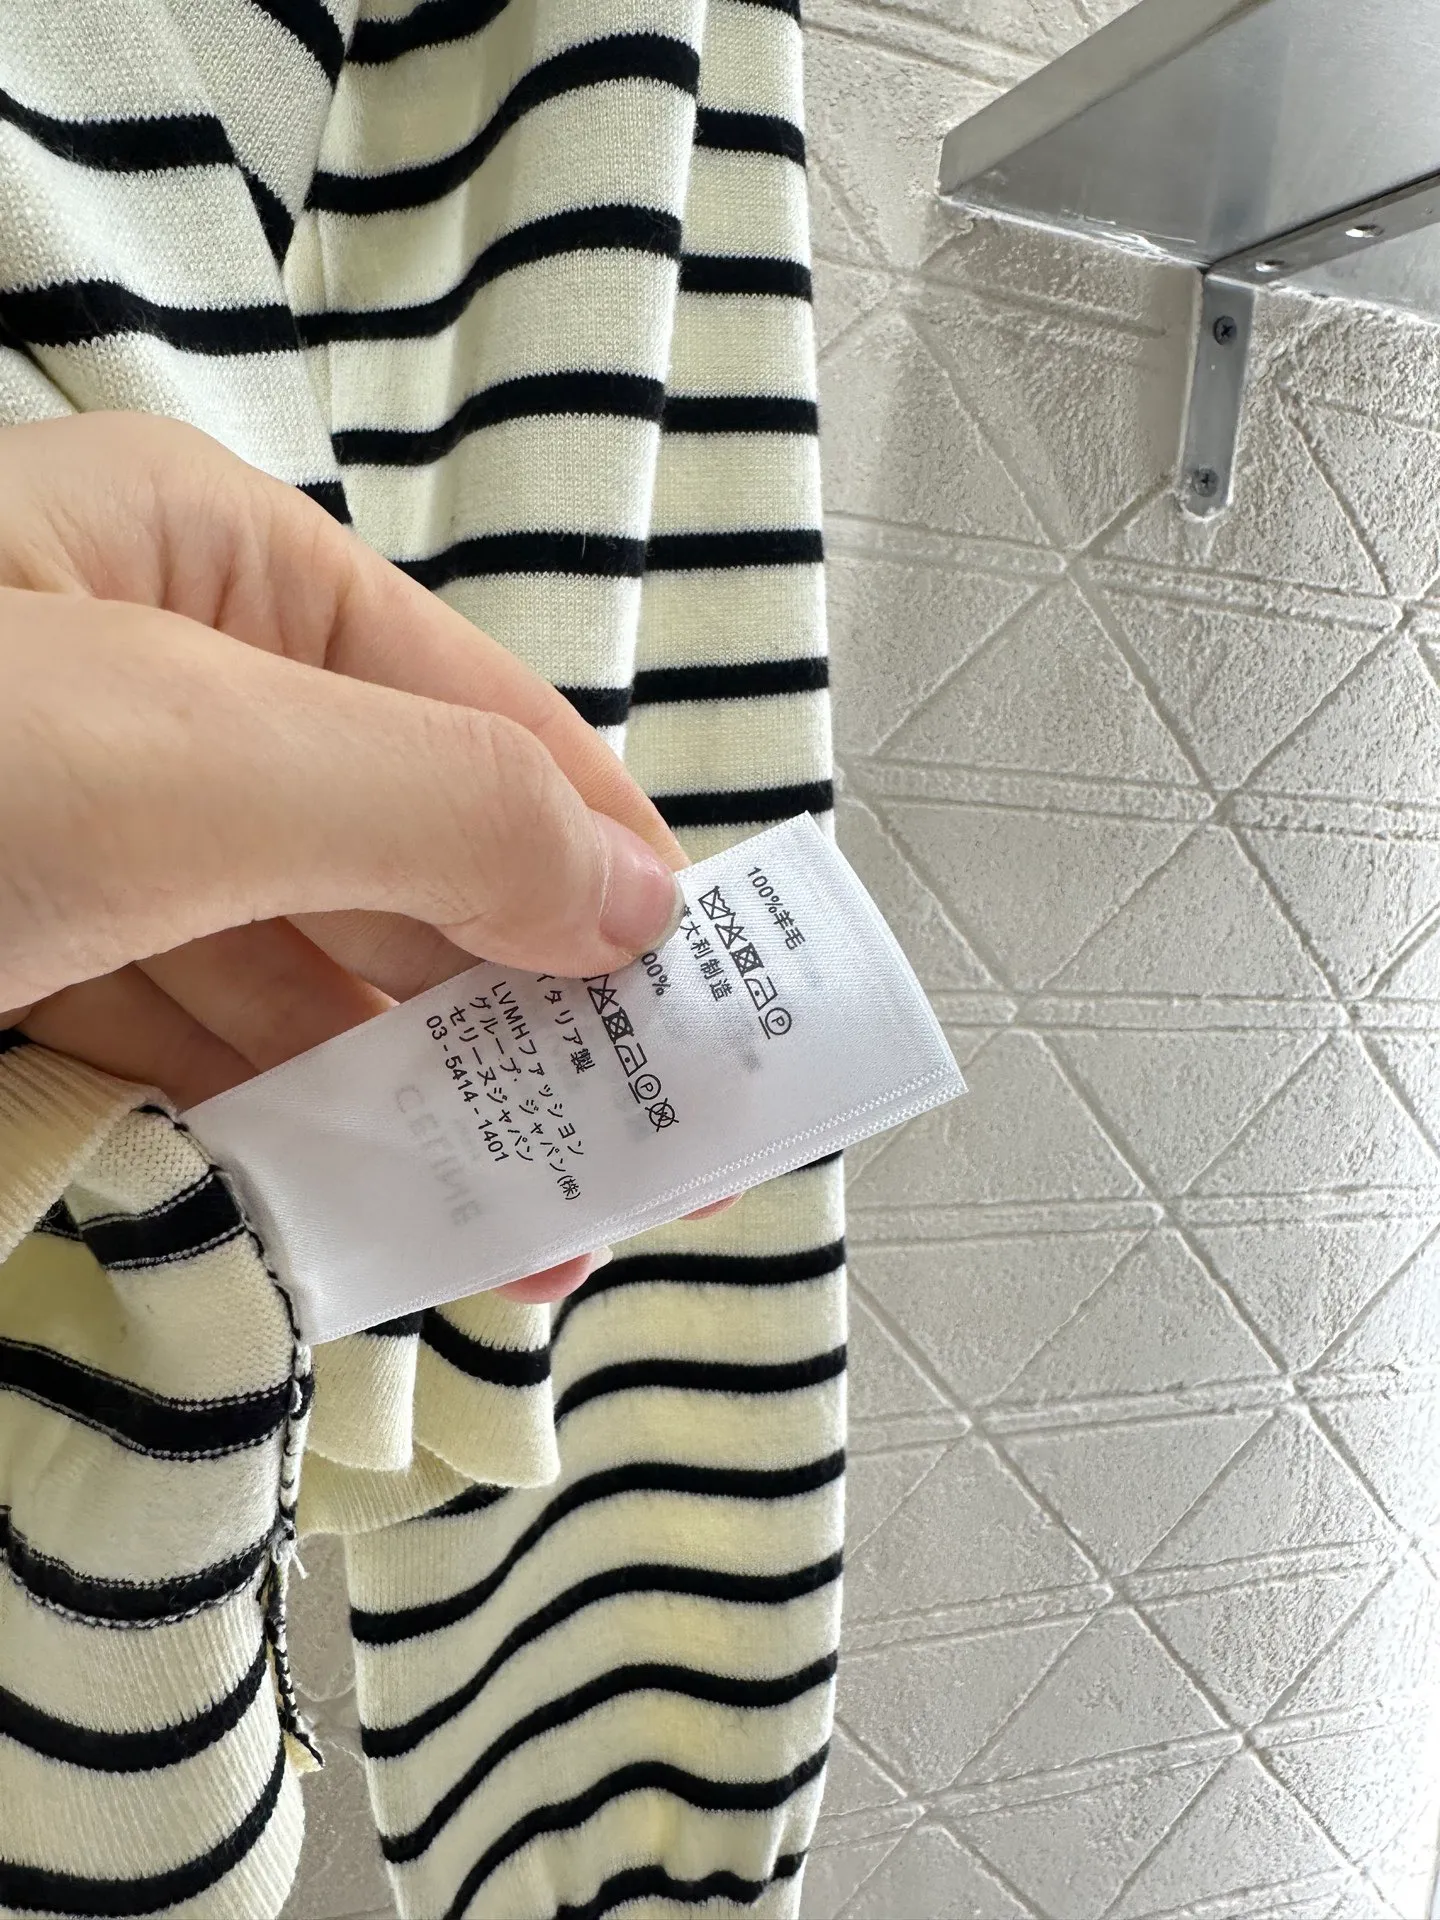 100%羊毛
大利制造
00%
イタリア製
LVMHファッション
グループ・ジャパン(株)
セリーヌジャパン
03-5414-1401
CELINE